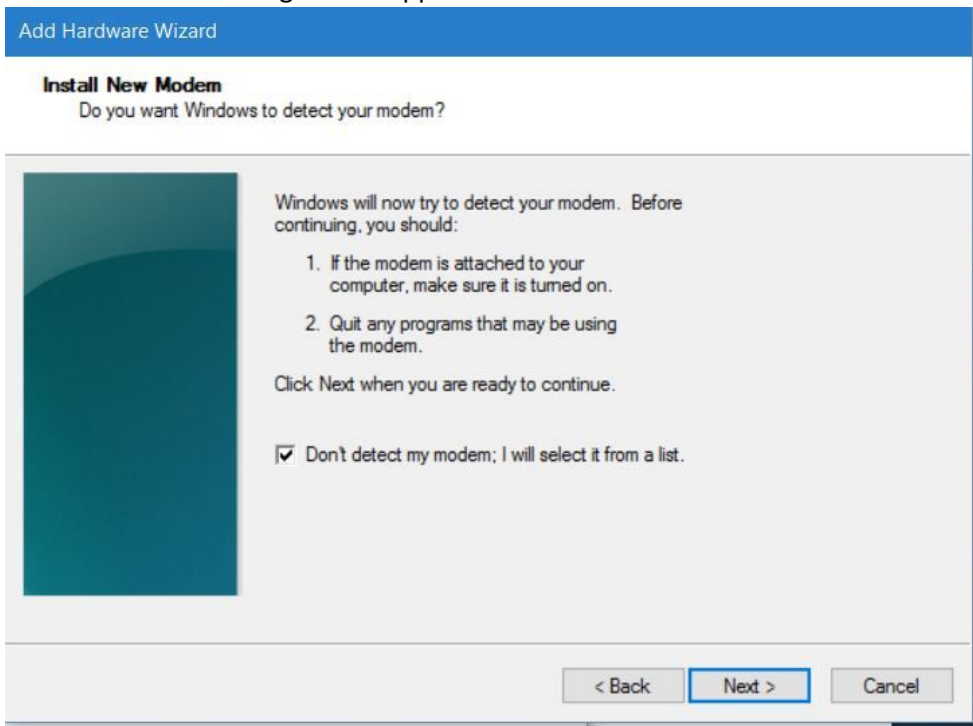 Add Hardware Wizard
Install New Modem
Do you want Windows to detect your modem?
Windows will now try to detect your modem. Before
continuing, you should:
1. If the modem is attached to your
computer, make sure it is turned on.
2. Quit any programs that may be using
the modem.
Click Next when you are ready to continue.
Don't detect my modem; I will select it from a list.
< Back Next > Cancel